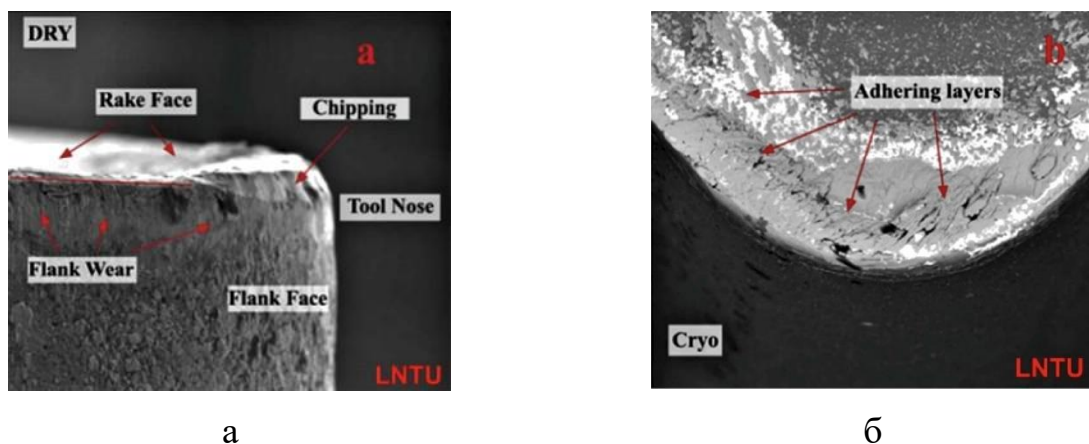 DRY
a
Rake Face
Chipping
Tool Nose
Flank Wear
Flank Face
LNTU
b
Adhering layers
Cryo
LNTU
а
б